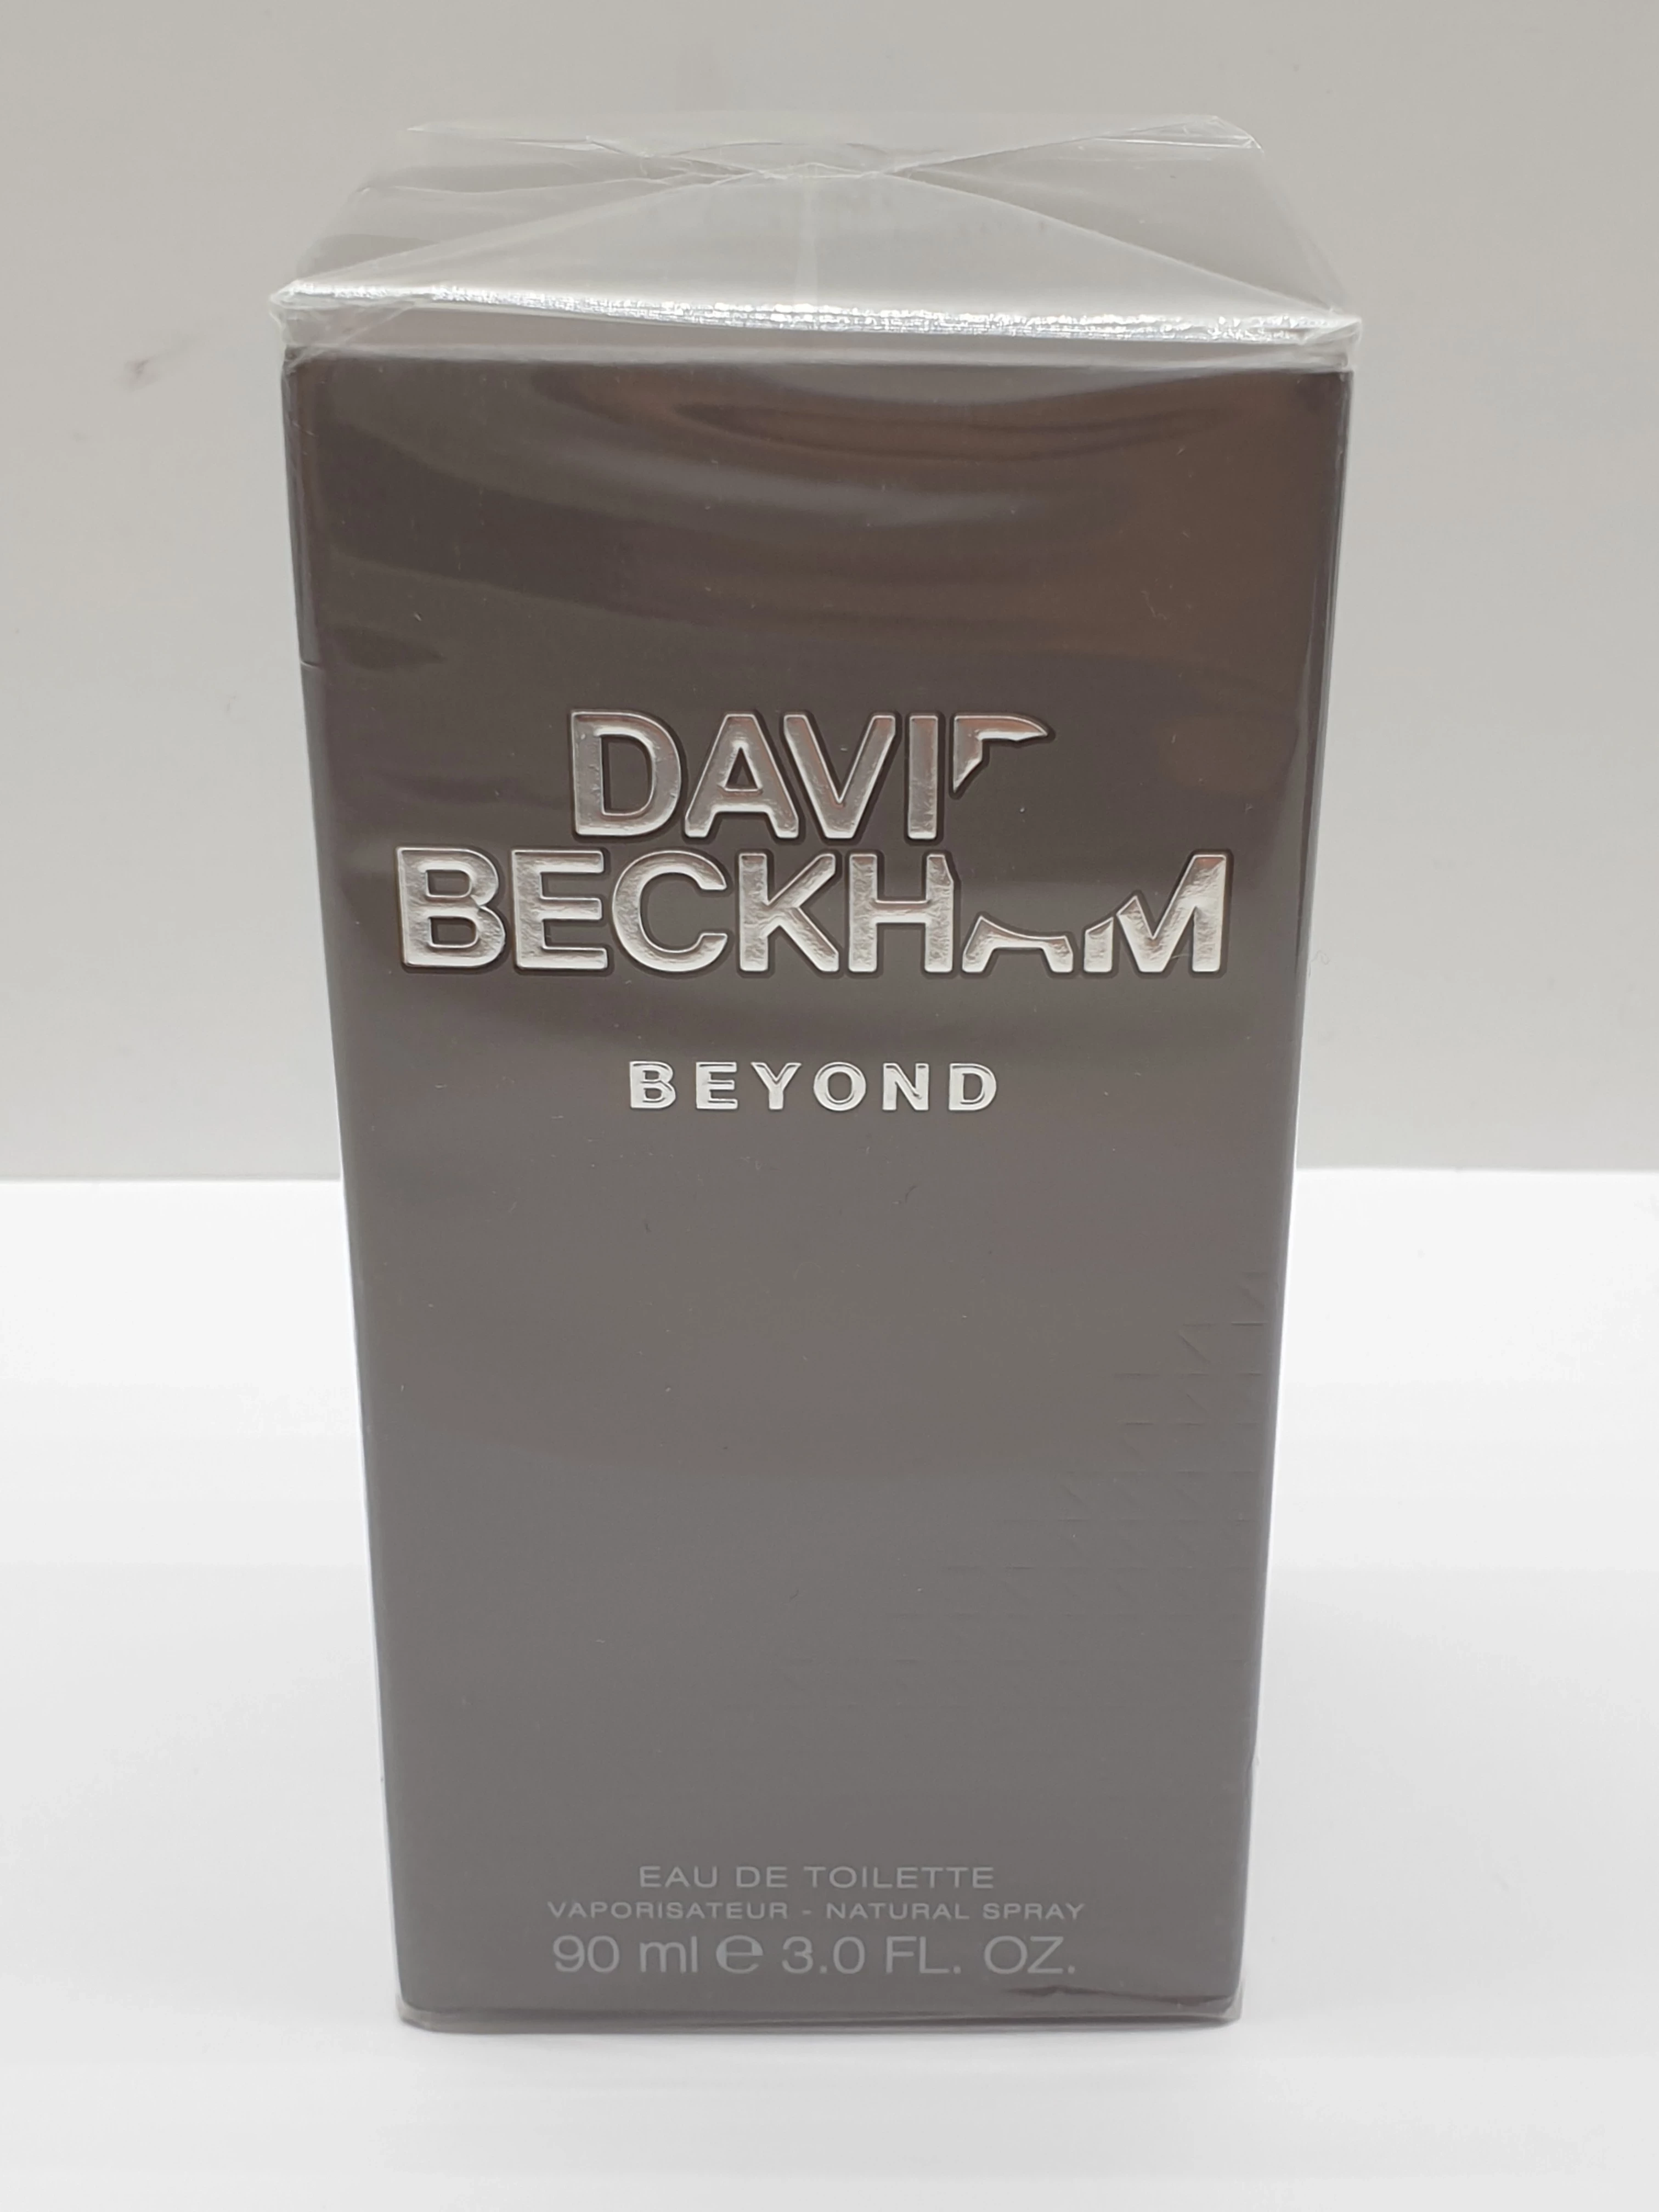 DAVID
BECKHAM
BEYOND
EAU DE TOILETTE
VAPORISATEUR - NATURAL SPRAY
90 ml ℮ 3.0 FL. OZ.